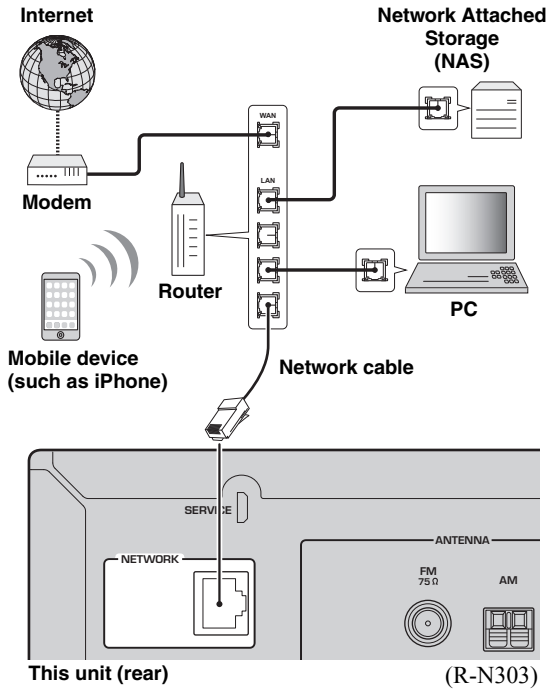 Internet
Network Attached
Storage
(NAS)
WAN
LAN
Modem
Router
PC
Mobile device
(such as iPhone)
Network cable
SERVICE
NETWORK
ANTENNA
FM
75 Ω
AM
This unit (rear)
(R-N303)